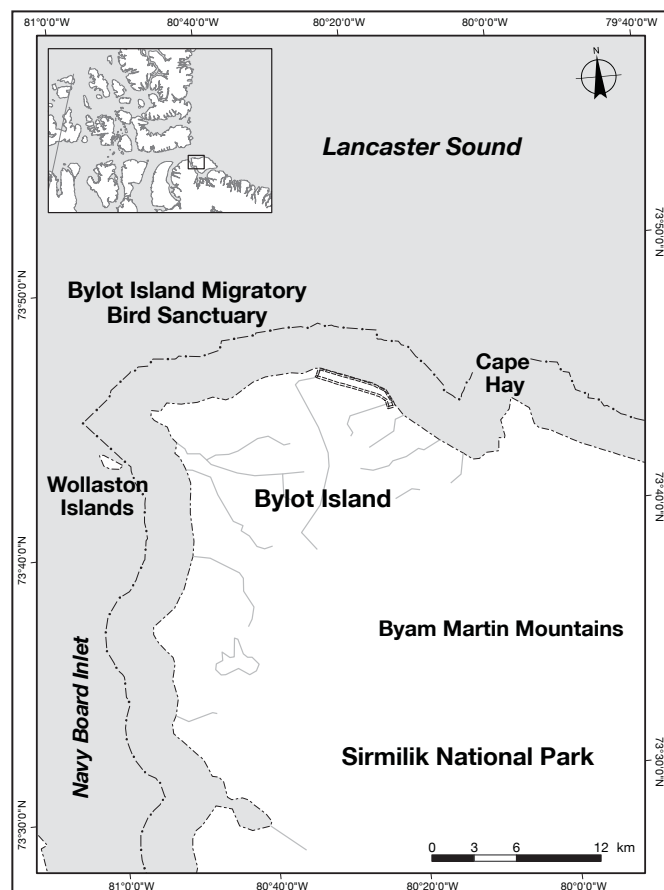 81°0'0"W
80°40'0"W
80°20'0"W
80°0'0"W
79°40'0"W
N
Lancaster Sound
73°50'0"N
73°50'0"N
Bylot Island Migratory
Bird Sanctuary
Cape
Hay
Wollaston
Islands
Bylot Island
73°40'0"N
73°40'0"N
Byam Martin Mountains
Navy Board Inlet
Sirmilik National Park
73°30'0"N
73°30'0"N
0 3 6 12 km
81°0'0"W
80°40'0"W
80°20'0"W
80°0'0"W